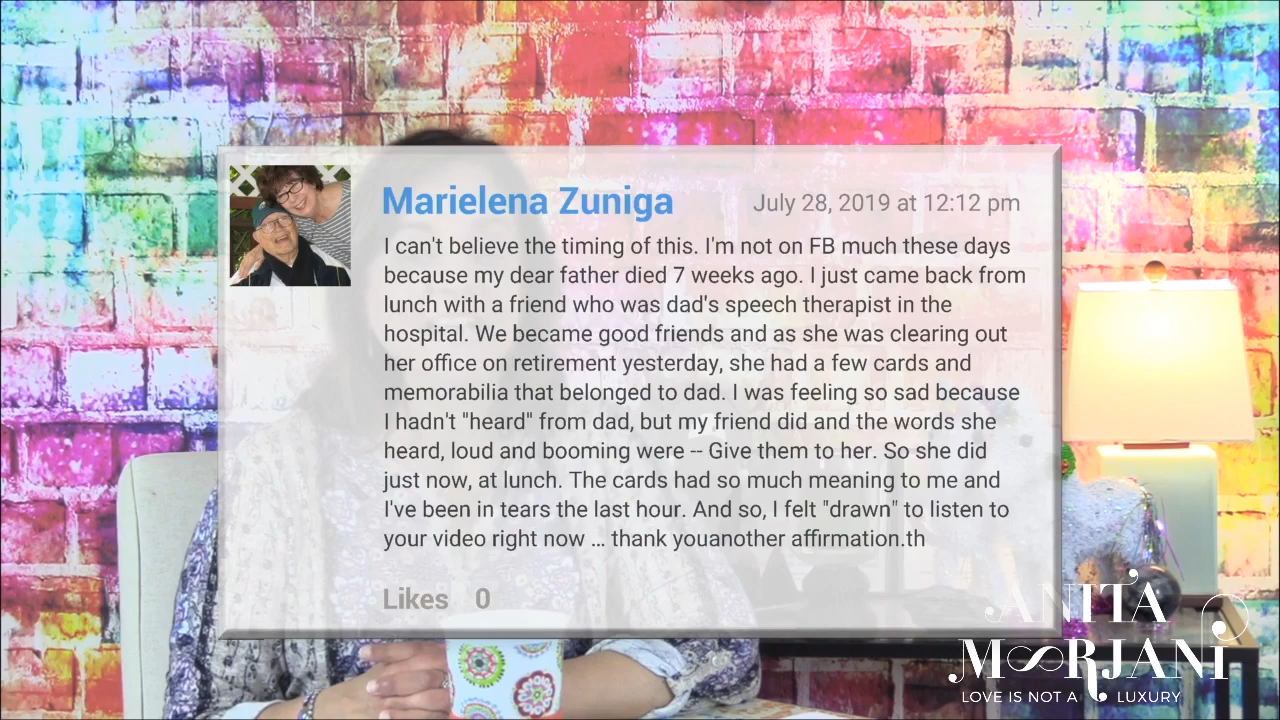 Marielena Zuniga July 28, 2019 at 12:12 pm
I can't believe the timing of this. I'm not on FB much these days
because my dear father died 7 weeks ago. I just came back from
lunch with a friend who was dad's speech therapist in the
hospital. We became good friends and as she was clearing out
her office on retirement yesterday, she had a few cards and
memorabilia that belonged to dad. I was feeling so sad because
I hadn't "heard" from dad, but my friend did and the words she
heard, loud and booming were -- Give them to her. So she did
just now, at lunch. The cards had so much meaning to me and
I've been in tears the last hour. And so, I felt "drawn" to listen to
your video right now ... thank youanother affirmation.th
Likes 0
ANITA
MOORJANI
LOVE IS NOT A LUXURY